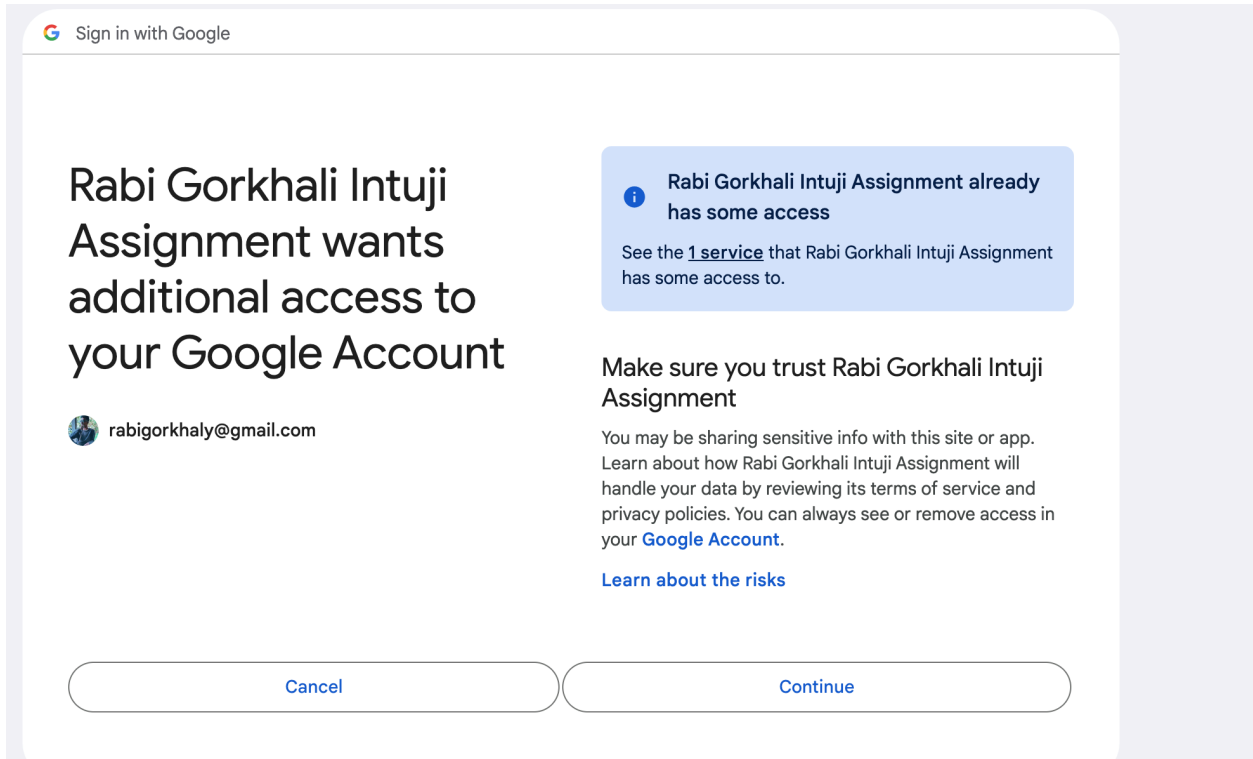 Sign in with Google
Rabi Gorkhali Intuji
Assignment wants
additional access to
your Google Account
rabigorkhaly@gmail.com
Rabi Gorkhali Intuji Assignment already
has some access
See the 1 service that Rabi Gorkhali Intuji Assignment
has some access to.
Make sure you trust Rabi Gorkhali Intuji
Assignment
You may be sharing sensitive info with this site or app.
Learn about how Rabi Gorkhali Intuji Assignment will
handle your data by reviewing its terms of service and
privacy policies. You can always see or remove access in
your Google Account.
Learn about the risks
Cancel
Continue